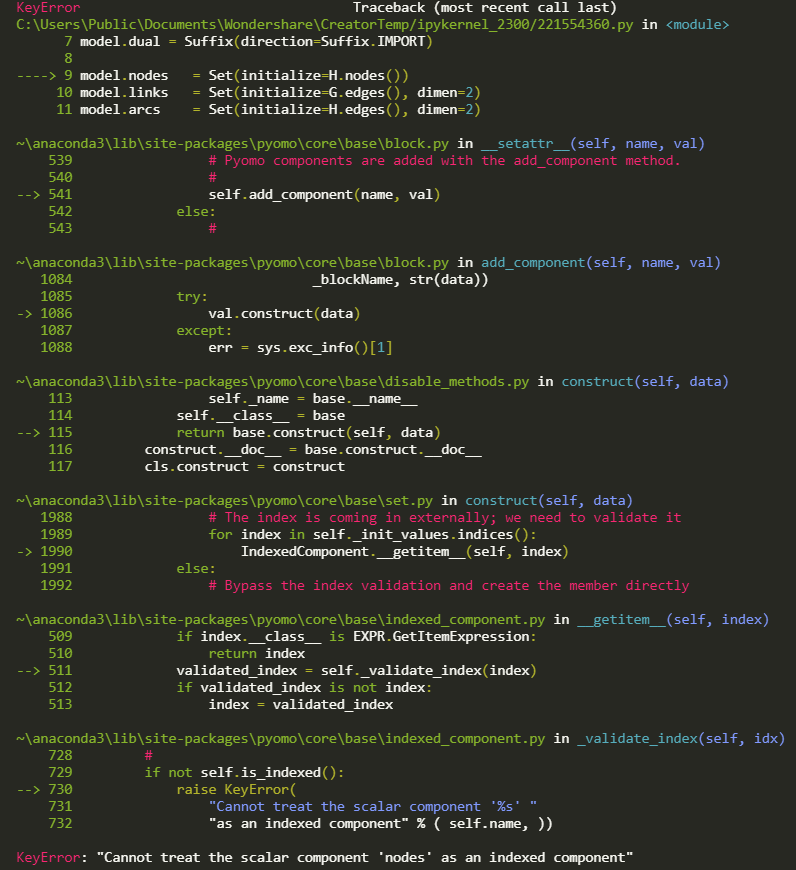 KeyError                                  Traceback (most recent call last)
C:\Users\Public\Documents\Wondershare\CreatorTemp/ipykernel_2300/221554360.py in <module>
      7 model.dual = Suffix(direction=Suffix.IMPORT)
      8
----> 9 model.nodes   = Set(initialize=H.nodes())
     10 model.links   = Set(initialize=G.edges(), dimen=2)
     11 model.arcs    = Set(initialize=H.edges(), dimen=2)

~\anaconda3\lib\site-packages\pyomo\core\base\block.py in __setattr__(self, name, val)
    539                 # Pyomo components are added with the add_component method.
    540                 #
--> 541                 self.add_component(name, val)
    542             else:
    543                 #

~\anaconda3\lib\site-packages\pyomo\core\base\block.py in add_component(self, name, val)
   1084                              _blockName, str(data))
   1085             try:
-> 1086                 val.construct(data)
   1087             except:
   1088                 err = sys.exc_info()[1]

~\anaconda3\lib\site-packages\pyomo\core\base\disable_methods.py in construct(self, data)
    113                 self._name = base.__name__
    114             self.__class__ = base
--> 115             return base.construct(self, data)
    116         construct.__doc__ = base.construct.__doc__
    117         cls.construct = construct

~\anaconda3\lib\site-packages\pyomo\core\base\set.py in construct(self, data)
   1988                 # The index is coming in externally; we need to validate it
   1989                 for index in self._init_values.indices():
-> 1990                     IndexedComponent.__getitem__(self, index)
   1991             else:
   1992                 # Bypass the index validation and create the member directly

~\anaconda3\lib\site-packages\pyomo\core\base\indexed_component.py in __getitem__(self, index)
    509             if index.__class__ is EXPR.GetItemExpression:
    510                 return index
--> 511             validated_index = self._validate_index(index)
    512             if validated_index is not index:
    513                 index = validated_index

~\anaconda3\lib\site-packages\pyomo\core\base\indexed_component.py in _validate_index(self, idx)
    728         #
    729         if not self.is_indexed():
--> 730             raise KeyError(
    731                 "Cannot treat the scalar component '%s' "
    732                 "as an indexed component" % ( self.name, ))

KeyError: "Cannot treat the scalar component 'nodes' as an indexed component"